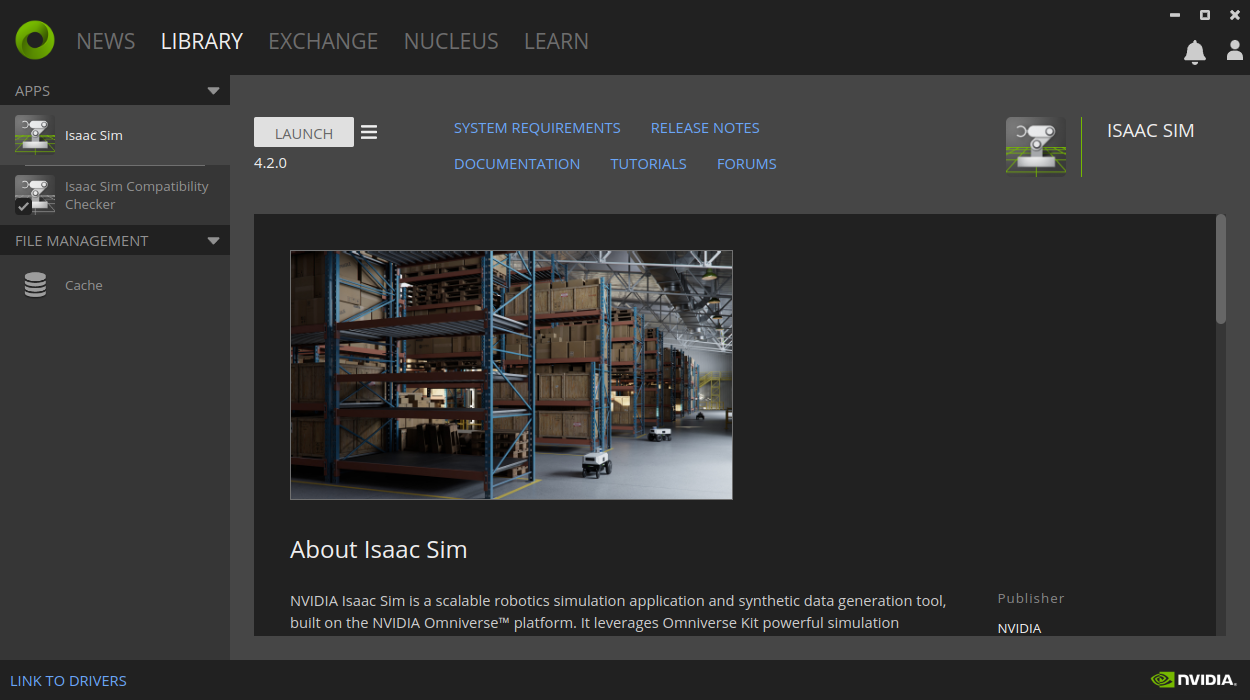 NEWS LIBRARY EXCHANGE NUCLEUS LEARN
APPS
Isaac Sim
Isaac Sim Compatibility
Checker
FILE MANAGEMENT
Cache
LAUNCH
4.2.0
SYSTEM REQUIREMENTS RELEASE NOTES
DOCUMENTATION TUTORIALS FORUMS
ISAAC SIM
About Isaac Sim
NVIDIA Isaac Sim is a scalable robotics simulation application and synthetic data generation tool,
built on the NVIDIA Omniverse™ platform. It leverages Omniverse Kit powerful simulation
Publisher
NVIDIA
LINK TO DRIVERS
NVIDIA.